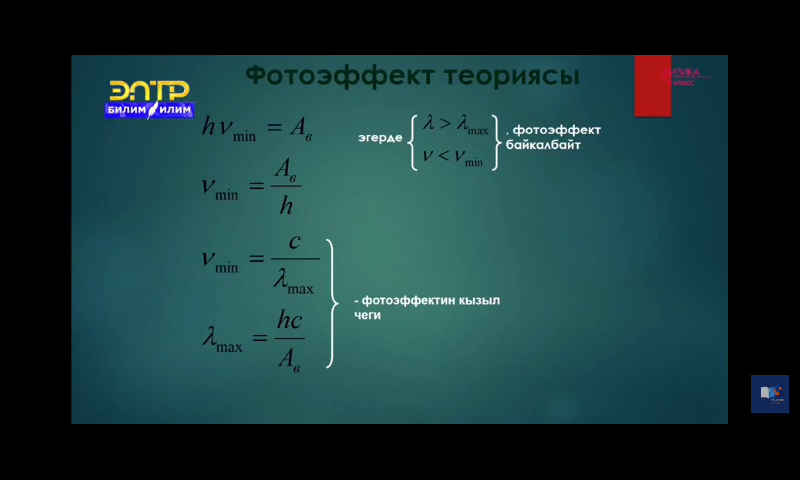 Фотоэффект теориясы
ЭЛТР
БИЛИМ ИЛИМ
ФИЗИКА
hν_min = A_в
эгерде { λ > λ_max
ν < ν_min } , фотоэффект
байкалбайт
ν_min = A_в / h
ν_min = c / λ_max
- фотоэффектин кызыл
чеги
λ_max = hc / A_в